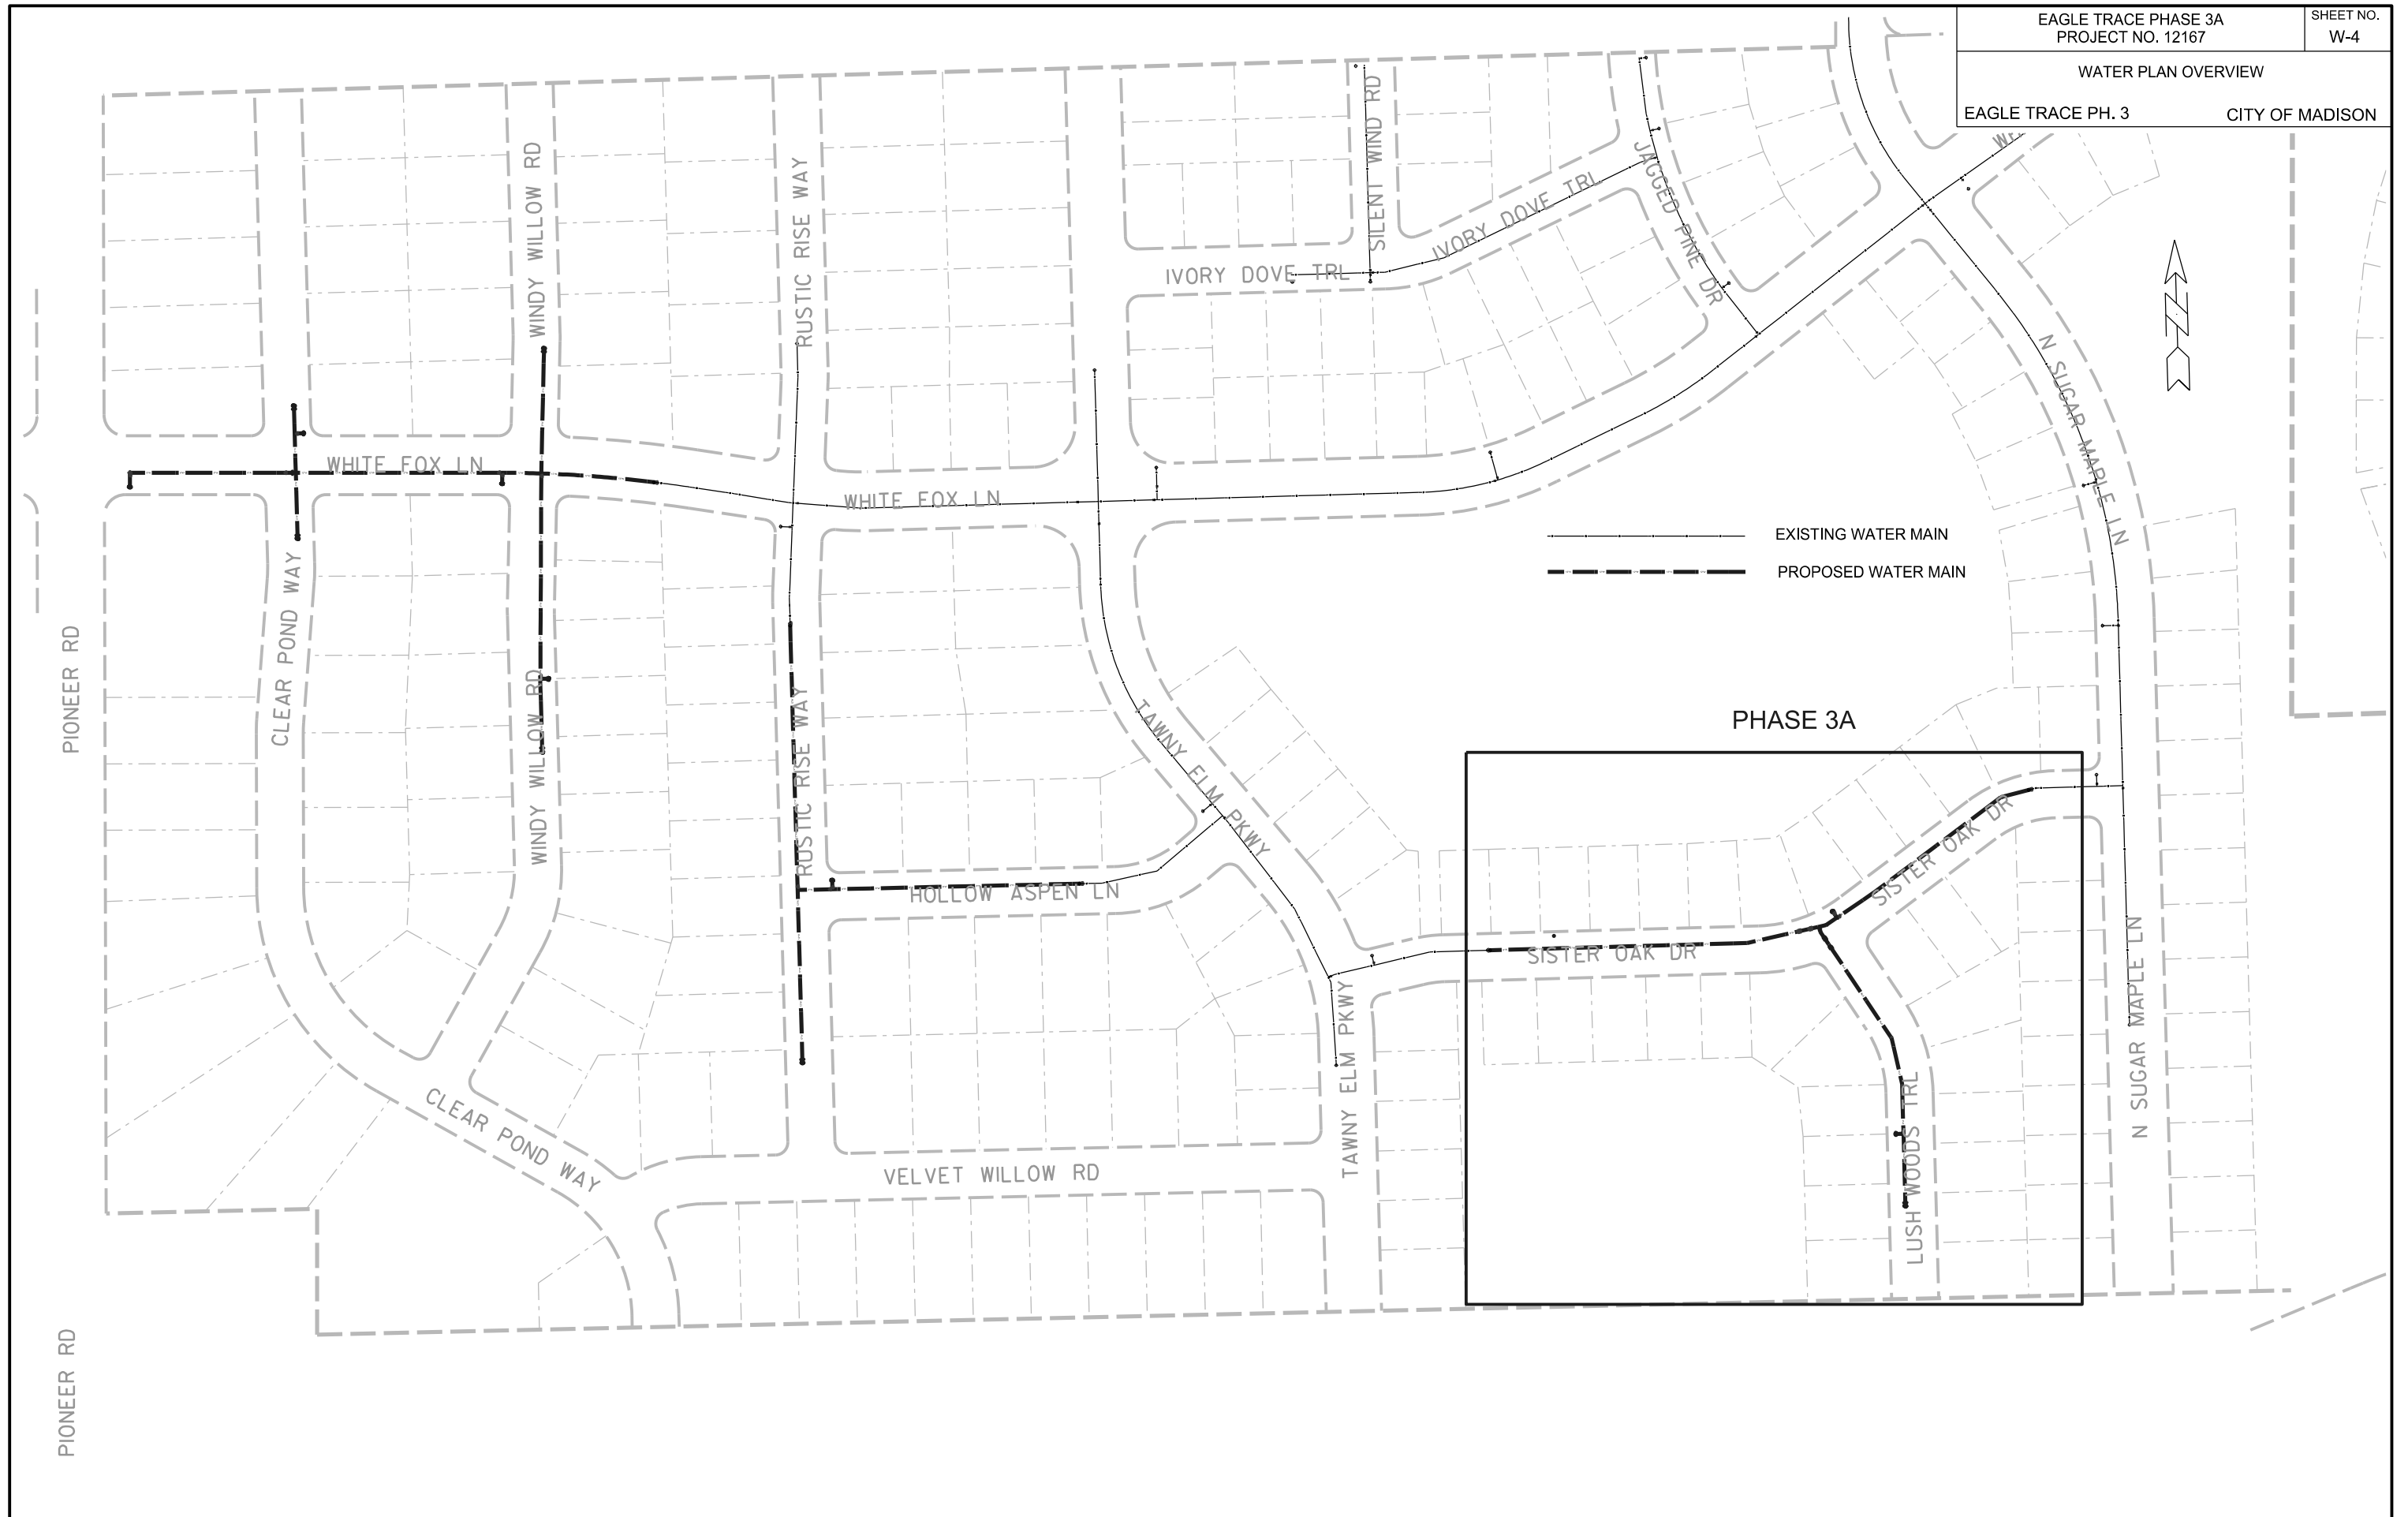 EAGLE TRACE PHASE 3A
PROJECT NO. 12167
SHEET NO.
W-4
WATER PLAN OVERVIEW
EAGLE TRACE PH. 3
CITY OF MADISON
WINDY WILLOW RD
RUSTIC RISE WAY
SILENT WIND RD
JAGGED PINE DR
IVORY DOVE TRL
IVORY DOVE TRL
N SUGAR MAPLE LN
WHITE FOX LN
WHITE FOX LN
EXISTING WATER MAIN
PROPOSED WATER MAIN
PIONEER RD
CLEAR POND WAY
WINDY WILLOW RD
RUSTIC RISE WAY
TAWNY ELM PKWY
PHASE 3A
HOLLOW ASPEN LN
SISTER OAK DR
SISTER OAK DR
N SUGAR MAPLE LN
TAWNY ELM PKWY
LUSH WOODS TRL
CLEAR POND WAY
VELVET WILLOW RD
PIONEER RD